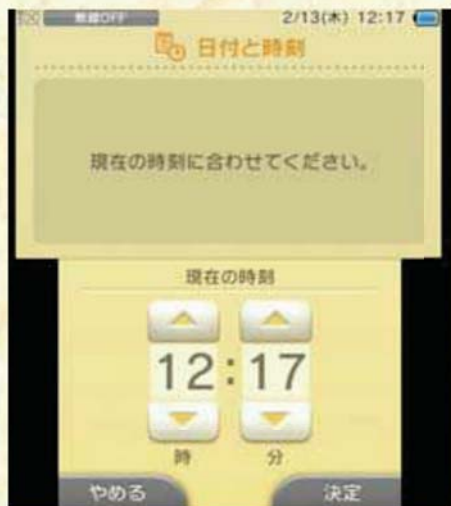 無線OFF 2/13(木) 12:17
日付と時刻
現在の時刻に合わせてください。
現在の時刻
12:17
時 分
やめる 決定